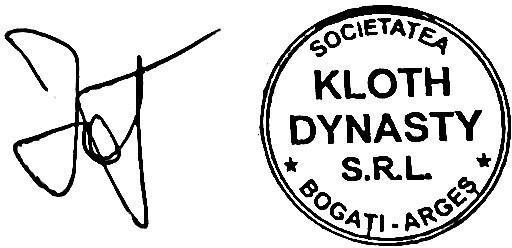 SOCIETATEA
KLOTH
DYNASTY
S.R.L.
★ BOGAȚI - ARGEȘ ★